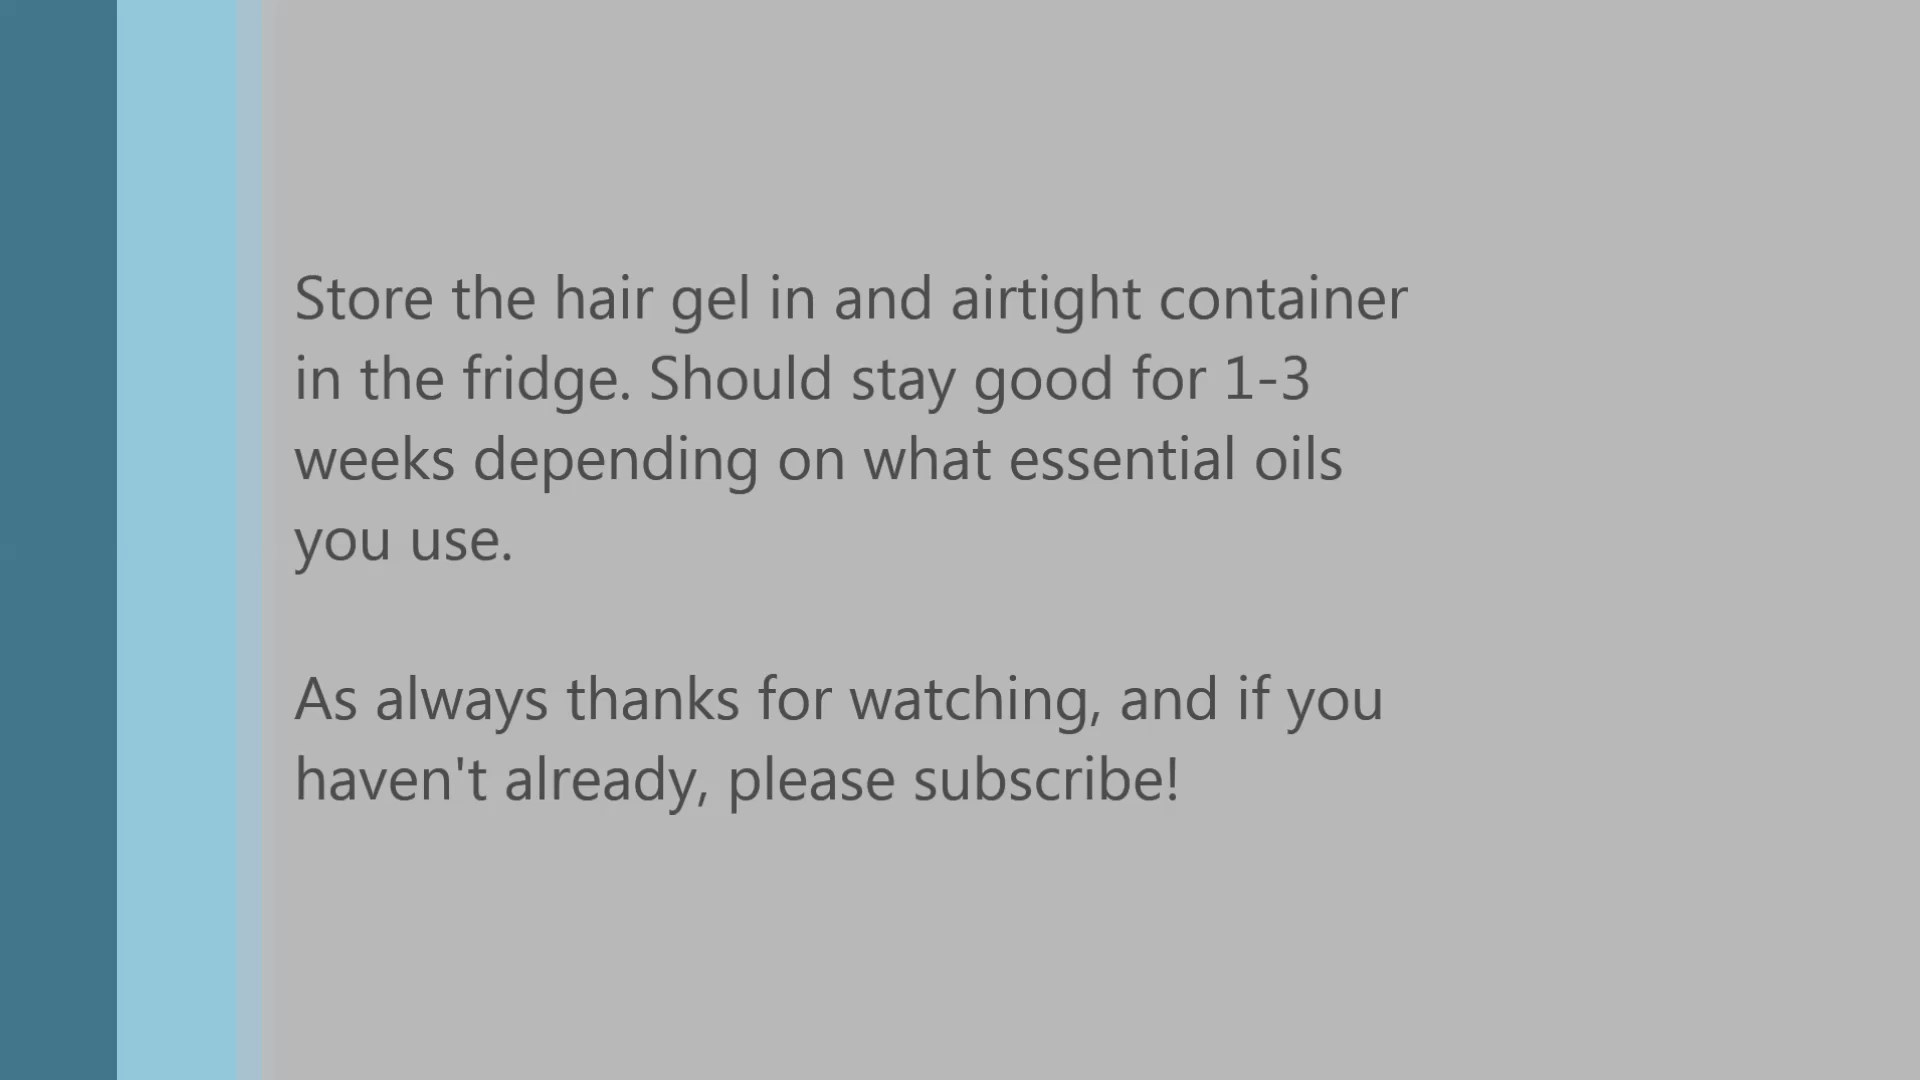 Store the hair gel in and airtight container
in the fridge. Should stay good for 1-3
weeks depending on what essential oils
you use.
As always thanks for watching, and if you
haven't already, please subscribe!